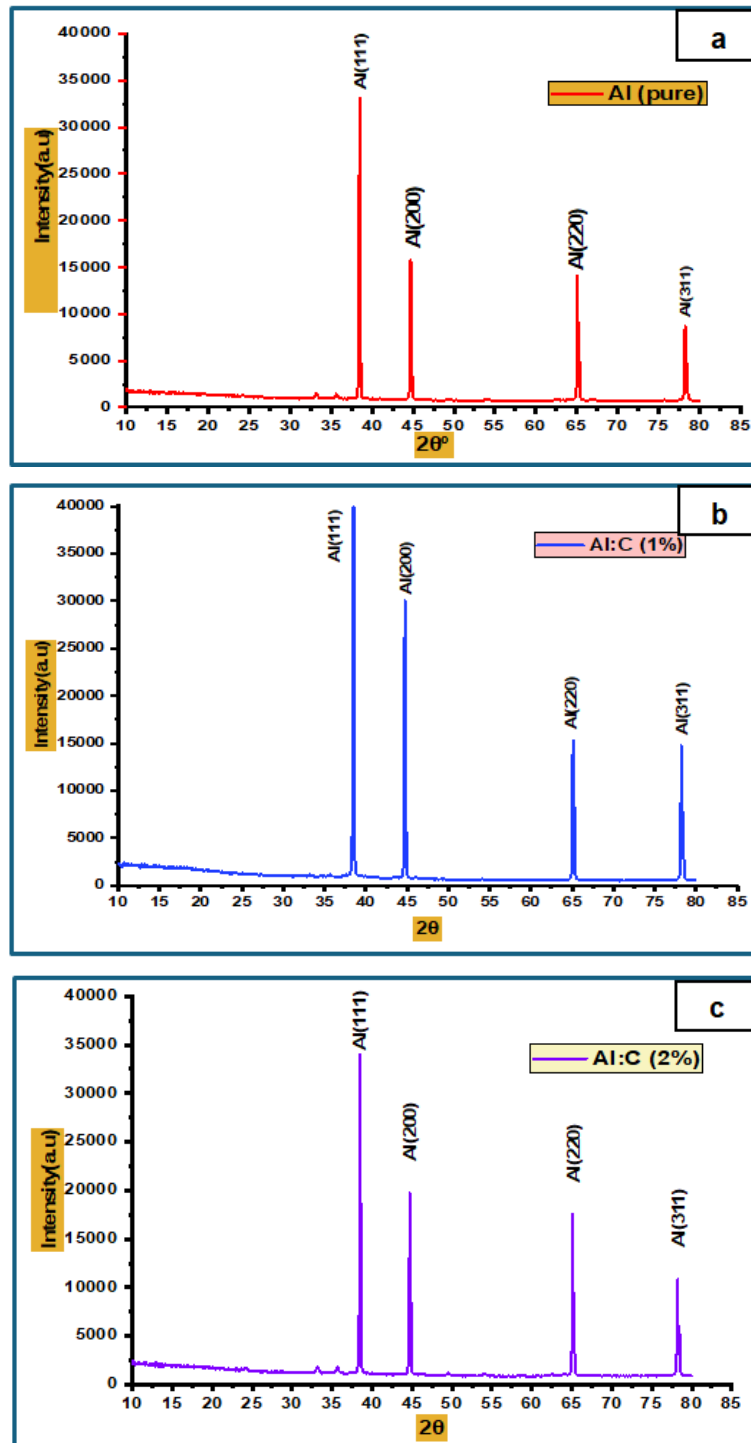 a
40000
35000
30000
25000
20000
15000
10000
5000
0
Intensity(a.u)
Al(111)
Al(200)
Al(220)
Al(311)
Al (pure)
10 15 20 25 30 35 40 45 50 55 60 65 70 75 80 85
2θº
b
40000
35000
30000
25000
20000
15000
10000
5000
0
Intensity(a.u)
Al(111)
Al(200)
Al(220)
Al(311)
Al:C (1%)
10 15 20 25 30 35 40 45 50 55 60 65 70 75 80 85
2θ
c
40000
35000
30000
25000
20000
15000
10000
5000
0
Intensity(a.u)
Al(111)
Al(200)
Al(220)
Al(311)
Al:C (2%)
10 15 20 25 30 35 40 45 50 55 60 65 70 75 80 85
2θ